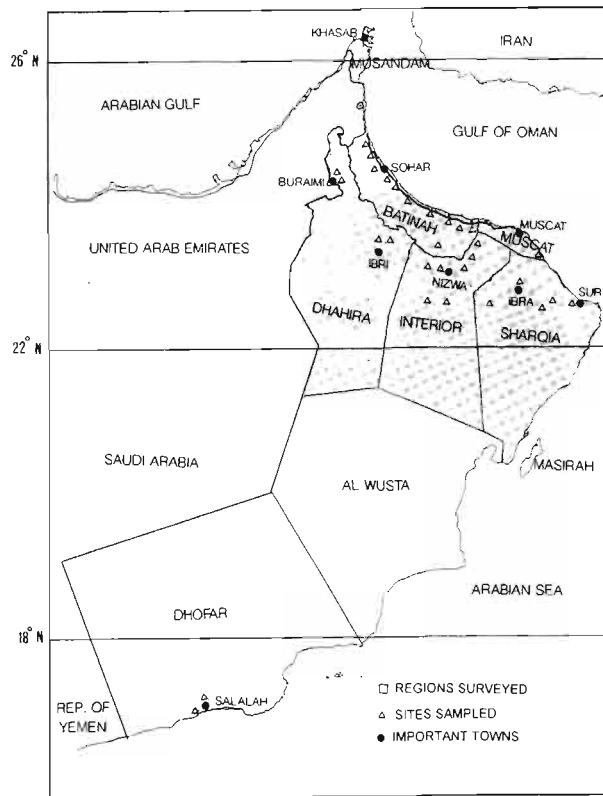 KHASAB
IRAN
26° N
MUSANDAM
ARABIAN GULF
GULF OF OMAN
SOHAR
BURAIMI
BATINAH
MUSCAT
MUSCAT
UNITED ARAB EMIRATES
IBRI
NIZWA
IBRA
SUR
DHAHIRA
INTERIOR
SHARQIA
22° N
SAUDI ARABIA
MASIRAH
AL WUSTA
ARABIAN SEA
DHOFAR
18° N
REGIONS SURVEYED
SALALAH
REP. OF
YEMEN
SITES SAMPLED
IMPORTANT TOWNS